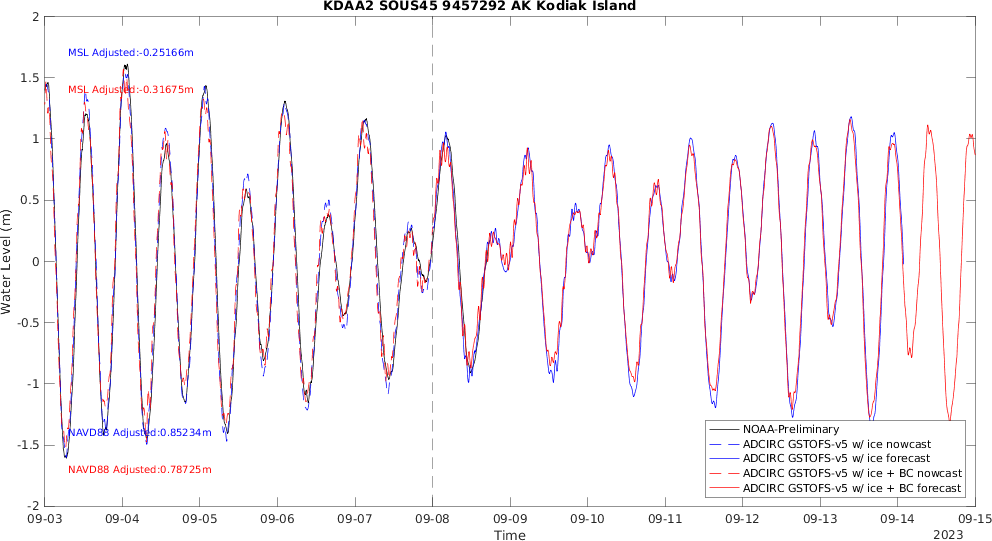 KDAA2 SOUS45 9457292 AK Kodiak Island
2
1.5
1
0.5
0
-0.5
-1
-1.5
-2
Water Level (m)
MSL Adjusted:-0.25166m
MSL Adjusted:-0.31675m
NAVD88 Adjusted:0.85234m
NAVD88 Adjusted:0.78725m
NOAA-Preliminary
ADCIRC GSTOFS-v5 w/ ice nowcast
ADCIRC GSTOFS-v5 w/ ice forecast
ADCIRC GSTOFS-v5 w/ ice + BC nowcast
ADCIRC GSTOFS-v5 w/ ice + BC forecast
09-03 09-04 09-05 09-06 09-07 09-08 09-09 09-10 09-11 09-12 09-13 09-14 09-15
Time
2023